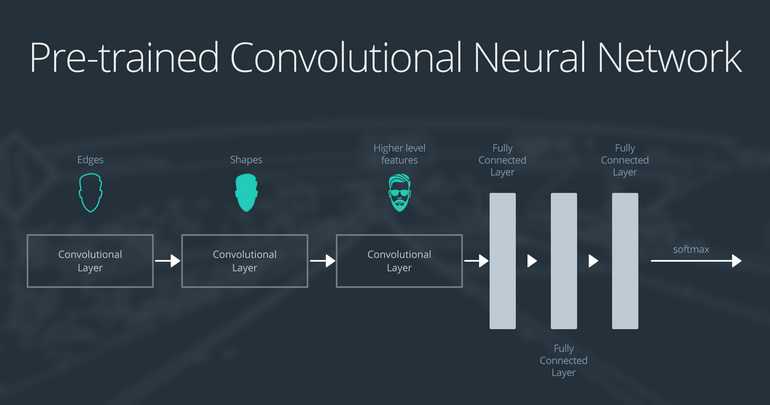 Pre-trained Convolutional Neural Network
Edges
Shapes
Higher level
features
Fully
Connected
Layer
Fully
Connected
Layer
Convolutional
Layer
Convolutional
Layer
Convolutional
Layer
softmax
Fully
Connected
Layer